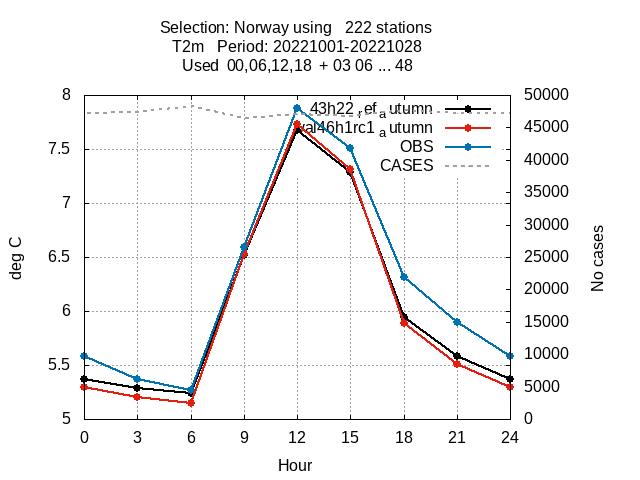 Selection: Norway using 222 stations
T2m Period: 20221001-20221028
Used 00,06,12,18 + 03 06 ... 48
43h22_ref_autumn
val46h1rc1_autumn
OBS
CASES
8
7.5
7
6.5
6
5.5
5
50000
45000
40000
35000
30000
25000
20000
15000
10000
5000
0
deg C
No cases
0 3 6 9 12 15 18 21 24
Hour